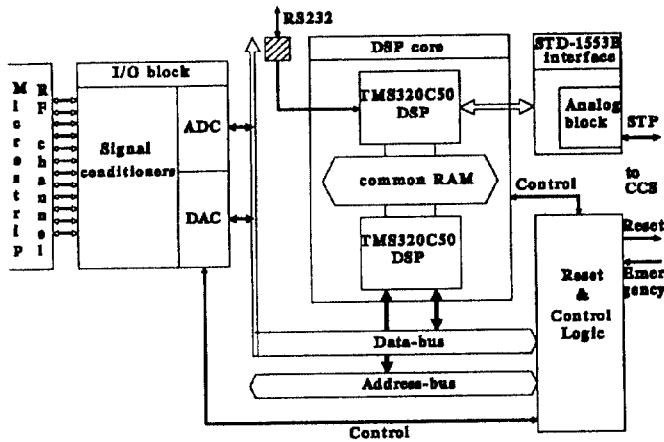 RS232
Microstrip
RF channel
I/O block
Signal
conditioners
ADC
DAC
DSP core
TMS320C50
DSP
common RAM
TMS320C50
DSP
STD-1553B
interface
Analog
block
STP
to
CCS
Control
Reset
Emer
gency
Reset
&
Control
Logic
Data-bus
Address-bus
Control